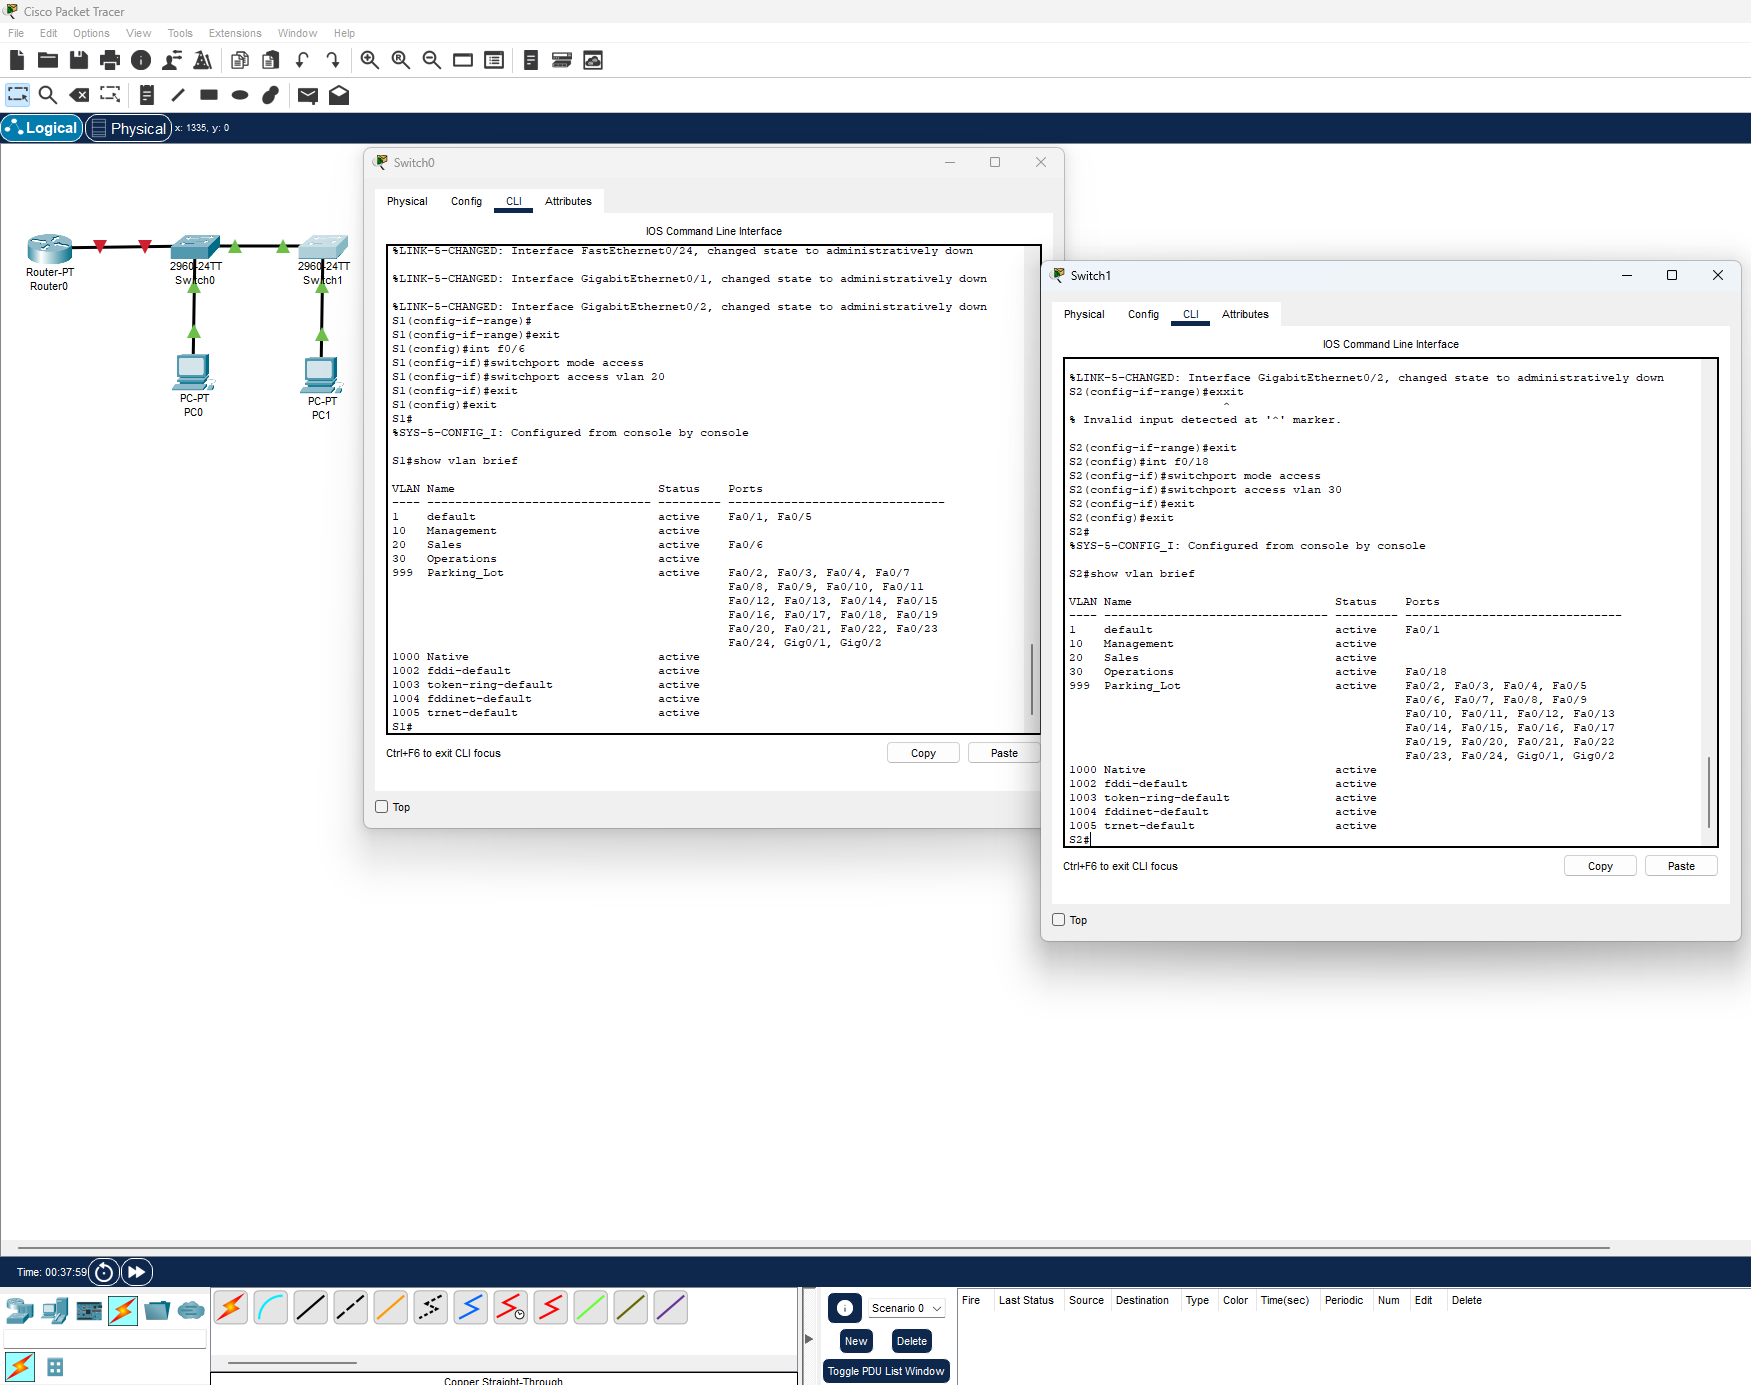 Cisco Packet Tracer
File Edit Options View Tools Extensions Window Help
Logical Physical x: 1335, y: 0
Router-PT
Router0
2960-24TT
Switch0
2960-24TT
Switch1
PC-PT
PC0
PC-PT
PC1
Switch0
Physical Config CLI Attributes
IOS Command Line Interface
%LINK-5-CHANGED: Interface FastEthernet0/24, changed state to administratively down
%LINK-5-CHANGED: Interface GigabitEthernet0/1, changed state to administratively down
%LINK-5-CHANGED: Interface GigabitEthernet0/2, changed state to administratively down
S1(config-if-range)#
S1(config-if-range)#exit
S1(config)#int f0/6
S1(config-if)#switchport mode access
S1(config-if)#switchport access vlan 20
S1(config-if)#exit
S1(config)#exit
S1#
%SYS-5-CONFIG_I: Configured from console by console
S1#show vlan brief
VLAN Name Status Ports
---- -------------------------------- --------- -------------------------------
1 default active Fa0/1, Fa0/5
10 Management active
20 Sales active Fa0/6
30 Operations active
999 Parking_Lot active Fa0/2, Fa0/3, Fa0/4, Fa0/7
Fa0/8, Fa0/9, Fa0/10, Fa0/11
Fa0/12, Fa0/13, Fa0/14, Fa0/15
Fa0/16, Fa0/17, Fa0/18, Fa0/19
Fa0/20, Fa0/21, Fa0/22, Fa0/23
Fa0/24, Gig0/1, Gig0/2
1000 Native active
1002 fddi-default active
1003 token-ring-default active
1004 fddinet-default active
1005 trnet-default active
S1#
Ctrl+F6 to exit CLI focus
Copy Paste
Top
Switch1
Physical Config CLI Attributes
IOS Command Line Interface
%LINK-5-CHANGED: Interface GigabitEthernet0/2, changed state to administratively down
S2(config-if-range)#exxit
^
% Invalid input detected at '^' marker.
S2(config-if-range)#exit
S2(config)#int f0/18
S2(config-if)#switchport mode access
S2(config-if)#switchport access vlan 30
S2(config-if)#exit
S2(config)#exit
S2#
%SYS-5-CONFIG_I: Configured from console by console
S2#show vlan brief
VLAN Name Status Ports
---- -------------------------------- --------- -------------------------------
1 default active Fa0/1
10 Management active
20 Sales active
30 Operations active Fa0/18
999 Parking_Lot active Fa0/2, Fa0/3, Fa0/4, Fa0/5
Fa0/6, Fa0/7, Fa0/8, Fa0/9
Fa0/10, Fa0/11, Fa0/12, Fa0/13
Fa0/14, Fa0/15, Fa0/16, Fa0/17
Fa0/19, Fa0/20, Fa0/21, Fa0/22
Fa0/23, Fa0/24, Gig0/1, Gig0/2
1000 Native active
1002 fddi-default active
1003 token-ring-default active
1004 fddinet-default active
1005 trnet-default active
S2#
Ctrl+F6 to exit CLI focus
Copy Paste
Top
Time: 00:37:59
Scenario 0
New Delete
Toggle PDU List Window
Fire Last Status Source Destination Type Color Time(sec) Periodic Num Edit Delete
Copper Straight-Through